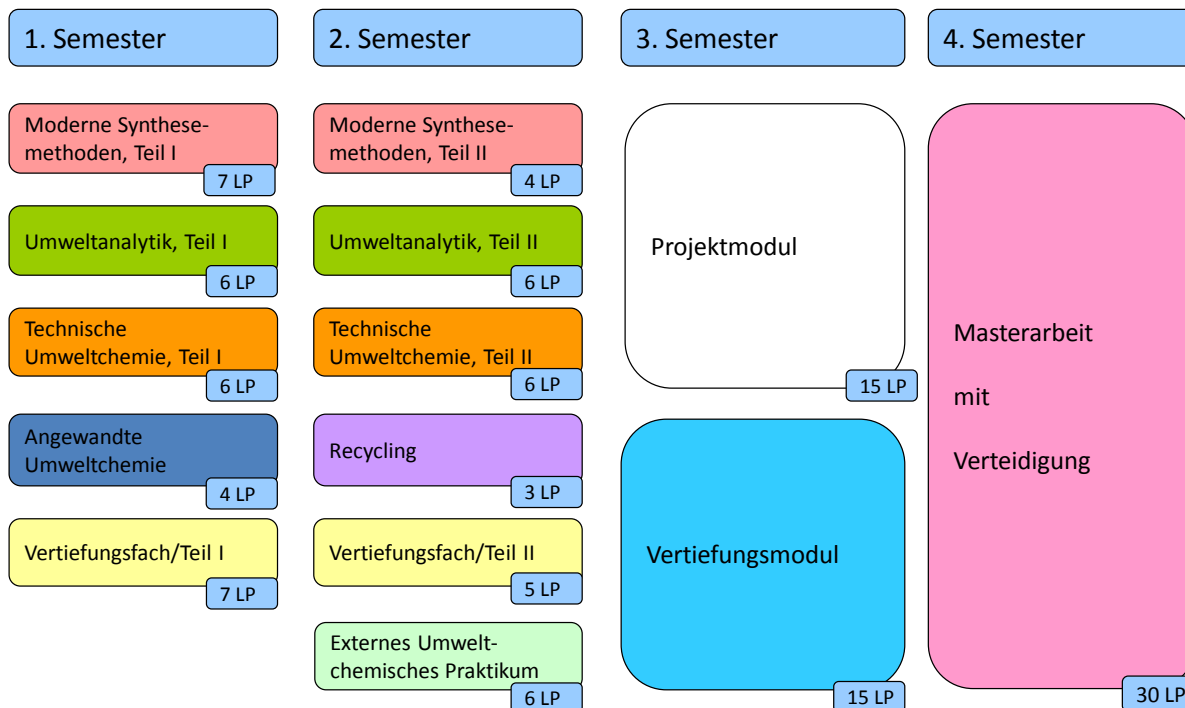 1. Semester
Moderne Synthese-
methoden, Teil I
7 LP
Umweltanalytik, Teil I
6 LP
Technische
Umweltchemie, Teil I
6 LP
Angewandte
Umweltchemie
4 LP
Vertiefungsfach/Teil I
7 LP
2. Semester
Moderne Synthese-
methoden, Teil II
4 LP
Umweltanalytik, Teil II
6 LP
Technische
Umweltchemie, Teil II
6 LP
Recycling
3 LP
Vertiefungsfach/Teil II
5 LP
Externes Umwelt-
chemisches Praktikum
6 LP
3. Semester
Projektmodul
15 LP
Vertiefungsmodul
15 LP
4. Semester
Masterarbeit
mit
Verteidigung
30 LP